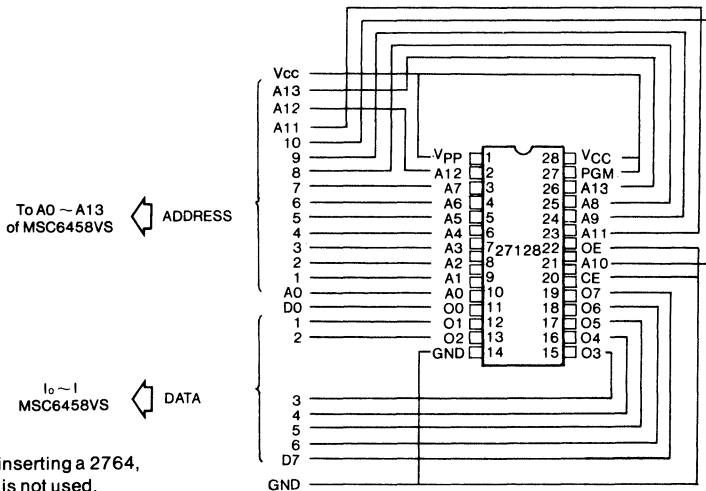 Vcc
A13
A12
A11
10
9
8
7
6
5
4
3
2
1
A0
D0
1
2
3
4
5
6
D7
GND
To A0 ~ A13
of MSC6458VS
ADDRESS
I₀ ~ I
MSC6458VS
DATA
inserting a 2764,
is not used.
VPP 1 28 VCC
A12 2 27 PGM
A7 3 26 A13
A6 4 25 A8
A5 5 24 A9
A4 6 23 A11
A3 7 27128 22 OE
A2 8 21 A10
A1 9 20 CE
A0 10 19 O7
O0 11 18 O6
O1 12 17 O5
O2 13 16 O4
GND 14 15 O3